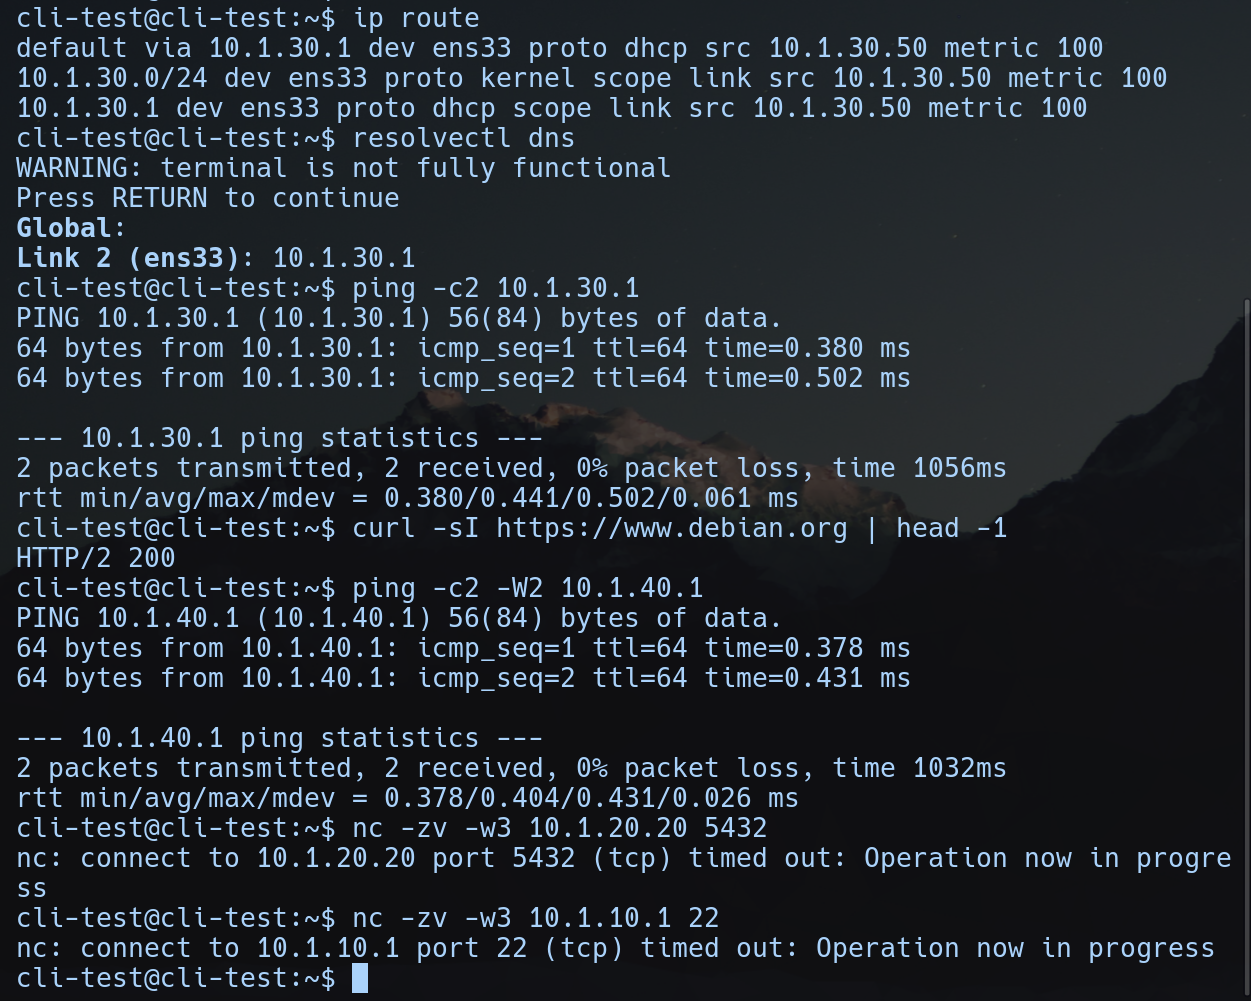 cli-test@cli-test:~$ ip route
default via 10.1.30.1 dev ens33 proto dhcp src 10.1.30.50 metric 100
10.1.30.0/24 dev ens33 proto kernel scope link src 10.1.30.50 metric 100
10.1.30.1 dev ens33 proto dhcp scope link src 10.1.30.50 metric 100
cli-test@cli-test:~$ resolvectl dns
WARNING: terminal is not fully functional
Press RETURN to continue
Global:
Link 2 (ens33): 10.1.30.1
cli-test@cli-test:~$ ping -c2 10.1.30.1
PING 10.1.30.1 (10.1.30.1) 56(84) bytes of data.
64 bytes from 10.1.30.1: icmp_seq=1 ttl=64 time=0.380 ms
64 bytes from 10.1.30.1: icmp_seq=2 ttl=64 time=0.502 ms

--- 10.1.30.1 ping statistics ---
2 packets transmitted, 2 received, 0% packet loss, time 1056ms
rtt min/avg/max/mdev = 0.380/0.441/0.502/0.061 ms
cli-test@cli-test:~$ curl -sI https://www.debian.org | head -1
HTTP/2 200
cli-test@cli-test:~$ ping -c2 -W2 10.1.40.1
PING 10.1.40.1 (10.1.40.1) 56(84) bytes of data.
64 bytes from 10.1.40.1: icmp_seq=1 ttl=64 time=0.378 ms
64 bytes from 10.1.40.1: icmp_seq=2 ttl=64 time=0.431 ms

--- 10.1.40.1 ping statistics ---
2 packets transmitted, 2 received, 0% packet loss, time 1032ms
rtt min/avg/max/mdev = 0.378/0.404/0.431/0.026 ms
cli-test@cli-test:~$ nc -zv -w3 10.1.20.20 5432
nc: connect to 10.1.20.20 port 5432 (tcp) timed out: Operation now in progre
ss
cli-test@cli-test:~$ nc -zv -w3 10.1.10.1 22
nc: connect to 10.1.10.1 port 22 (tcp) timed out: Operation now in progress
cli-test@cli-test:~$